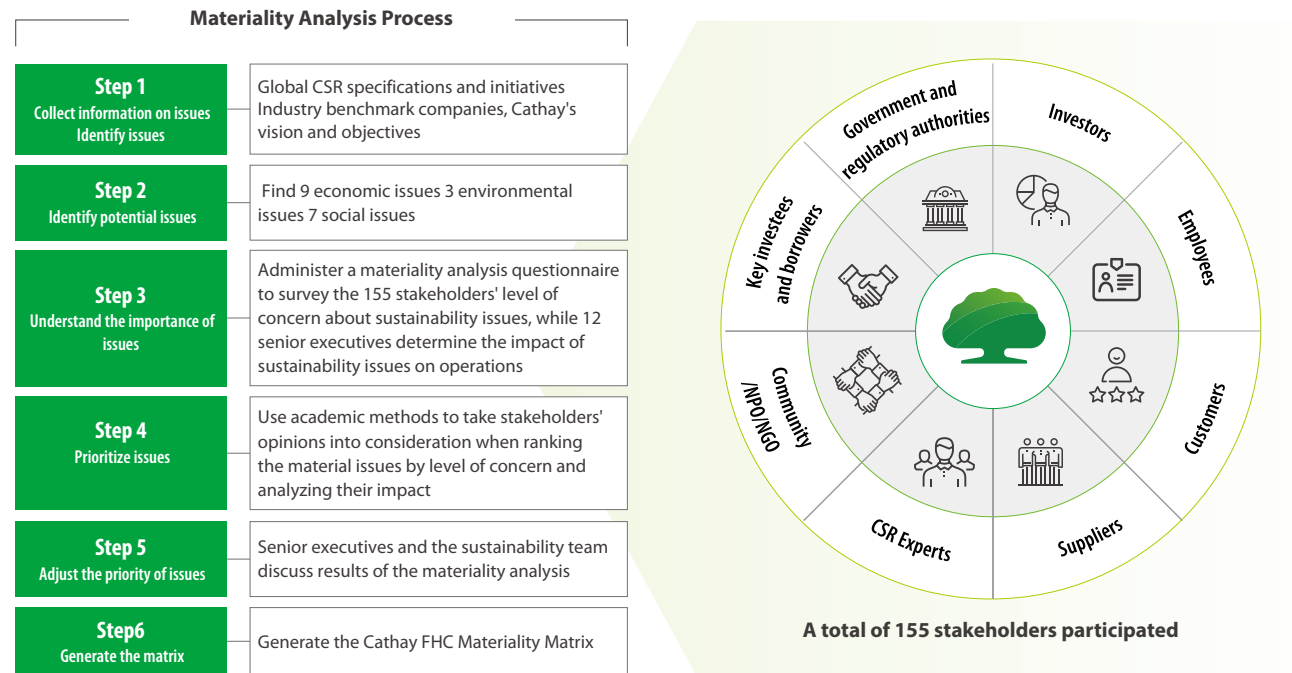 Materiality Analysis Process
Step 1
Collect information on issues
Identify issues
Global CSR specifications and initiatives
Industry benchmark companies, Cathay's
vision and objectives
Step 2
Identify potential issues
Find 9 economic issues 3 environmental
issues 7 social issues
Step 3
Understand the importance of
issues
Administer a materiality analysis questionnaire
to survey the 155 stakeholders' level of
concern about sustainability issues, while 12
senior executives determine the impact of
sustainability issues on operations
Step 4
Prioritize issues
Use academic methods to take stakeholders'
opinions into consideration when ranking
the material issues by level of concern and
analyzing their impact
Step 5
Adjust the priority of issues
Senior executives and the sustainability team
discuss results of the materiality analysis
Step6
Generate the matrix
Generate the Cathay FHC Materiality Matrix
Government and
regulatory authorities
Investors
Employees
Customers
Suppliers
CSR Experts
Community
/NPO/NGO
Key investees
and borrowers
A total of 155 stakeholders participated